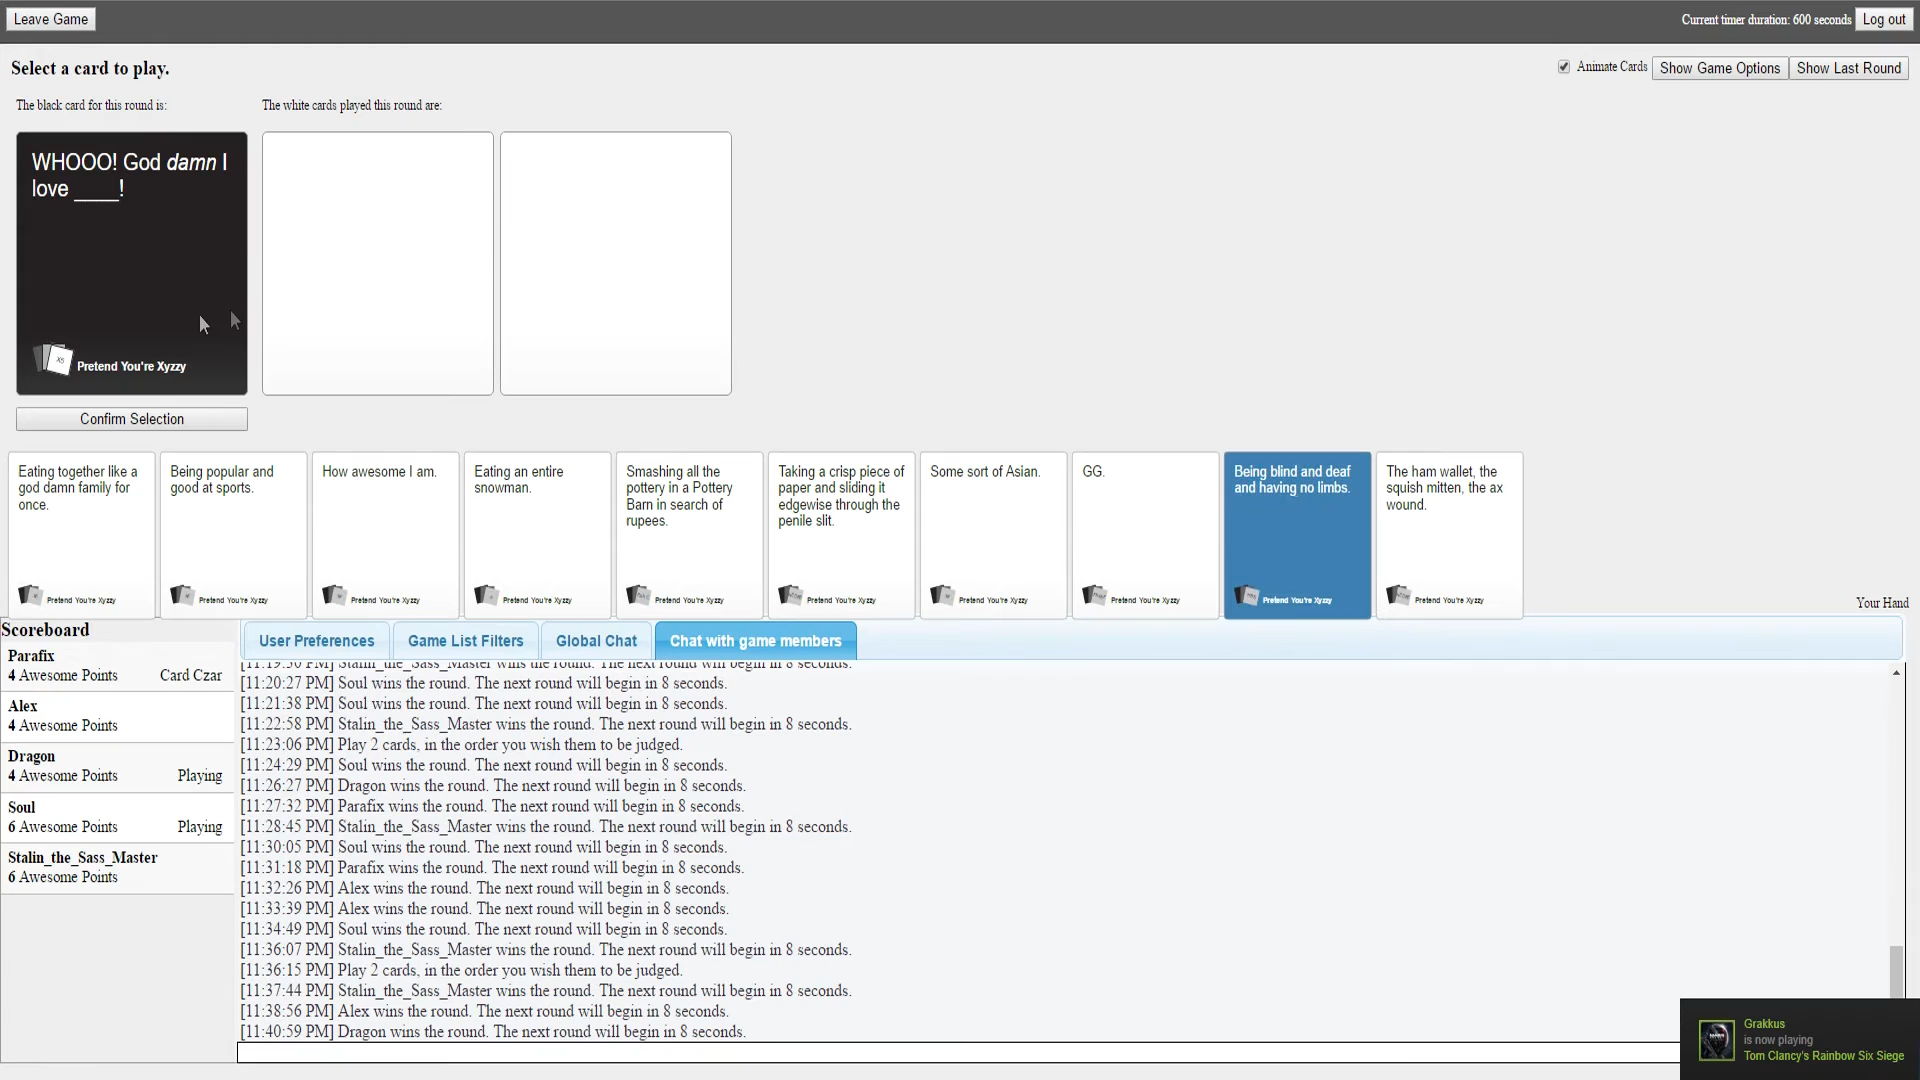 Leave Game
Current timer duration: 600 seconds
Log out
Select a card to play.
Animate Cards
Show Game Options
Show Last Round
The black card for this round is:
The white cards played this round are:
WHOOO! God damn I
love ____!
Pretend You're Xyzzy
Confirm Selection
Eating together like a
god damn family for
once.
Pretend You're Xyzzy
Being popular and
good at sports.
Pretend You're Xyzzy
How awesome I am.
Pretend You're Xyzzy
Eating an entire
snowman.
Pretend You're Xyzzy
Smashing all the
pottery in a Pottery
Barn in search of
rupees.
Pretend You're Xyzzy
Taking a crisp piece of
paper and sliding it
edgewise through the
penile slit.
Pretend You're Xyzzy
Some sort of Asian.
Pretend You're Xyzzy
GG.
Pretend You're Xyzzy
Being blind and deaf
and having no limbs.
Pretend You're Xyzzy
The ham wallet, the
squish mitten, the ax
wound.
Pretend You're Xyzzy
Your Hand
Scoreboard
Parafix
4 Awesome Points Card Czar
Alex
4 Awesome Points
Dragon
4 Awesome Points Playing
Soul
6 Awesome Points Playing
Stalin_the_Sass_Master
6 Awesome Points
User Preferences
Game List Filters
Global Chat
Chat with game members
[11:19:30 PM] Stalin_the_Sass_Master wins the round. The next round will begin in 8 seconds.
[11:20:27 PM] Soul wins the round. The next round will begin in 8 seconds.
[11:21:38 PM] Soul wins the round. The next round will begin in 8 seconds.
[11:22:58 PM] Stalin_the_Sass_Master wins the round. The next round will begin in 8 seconds.
[11:23:06 PM] Play 2 cards, in the order you wish them to be judged.
[11:24:29 PM] Soul wins the round. The next round will begin in 8 seconds.
[11:26:27 PM] Dragon wins the round. The next round will begin in 8 seconds.
[11:27:32 PM] Parafix wins the round. The next round will begin in 8 seconds.
[11:28:45 PM] Stalin_the_Sass_Master wins the round. The next round will begin in 8 seconds.
[11:30:05 PM] Soul wins the round. The next round will begin in 8 seconds.
[11:31:18 PM] Parafix wins the round. The next round will begin in 8 seconds.
[11:32:26 PM] Alex wins the round. The next round will begin in 8 seconds.
[11:33:39 PM] Alex wins the round. The next round will begin in 8 seconds.
[11:34:49 PM] Soul wins the round. The next round will begin in 8 seconds.
[11:36:07 PM] Stalin_the_Sass_Master wins the round. The next round will begin in 8 seconds.
[11:36:15 PM] Play 2 cards, in the order you wish them to be judged.
[11:37:44 PM] Stalin_the_Sass_Master wins the round. The next round will begin in 8 seconds.
[11:38:56 PM] Alex wins the round. The next round will begin in 8 seconds.
[11:40:59 PM] Dragon wins the round. The next round will begin in 8 seconds.
Grakkus
is now playing
Tom Clancy's Rainbow Six Siege